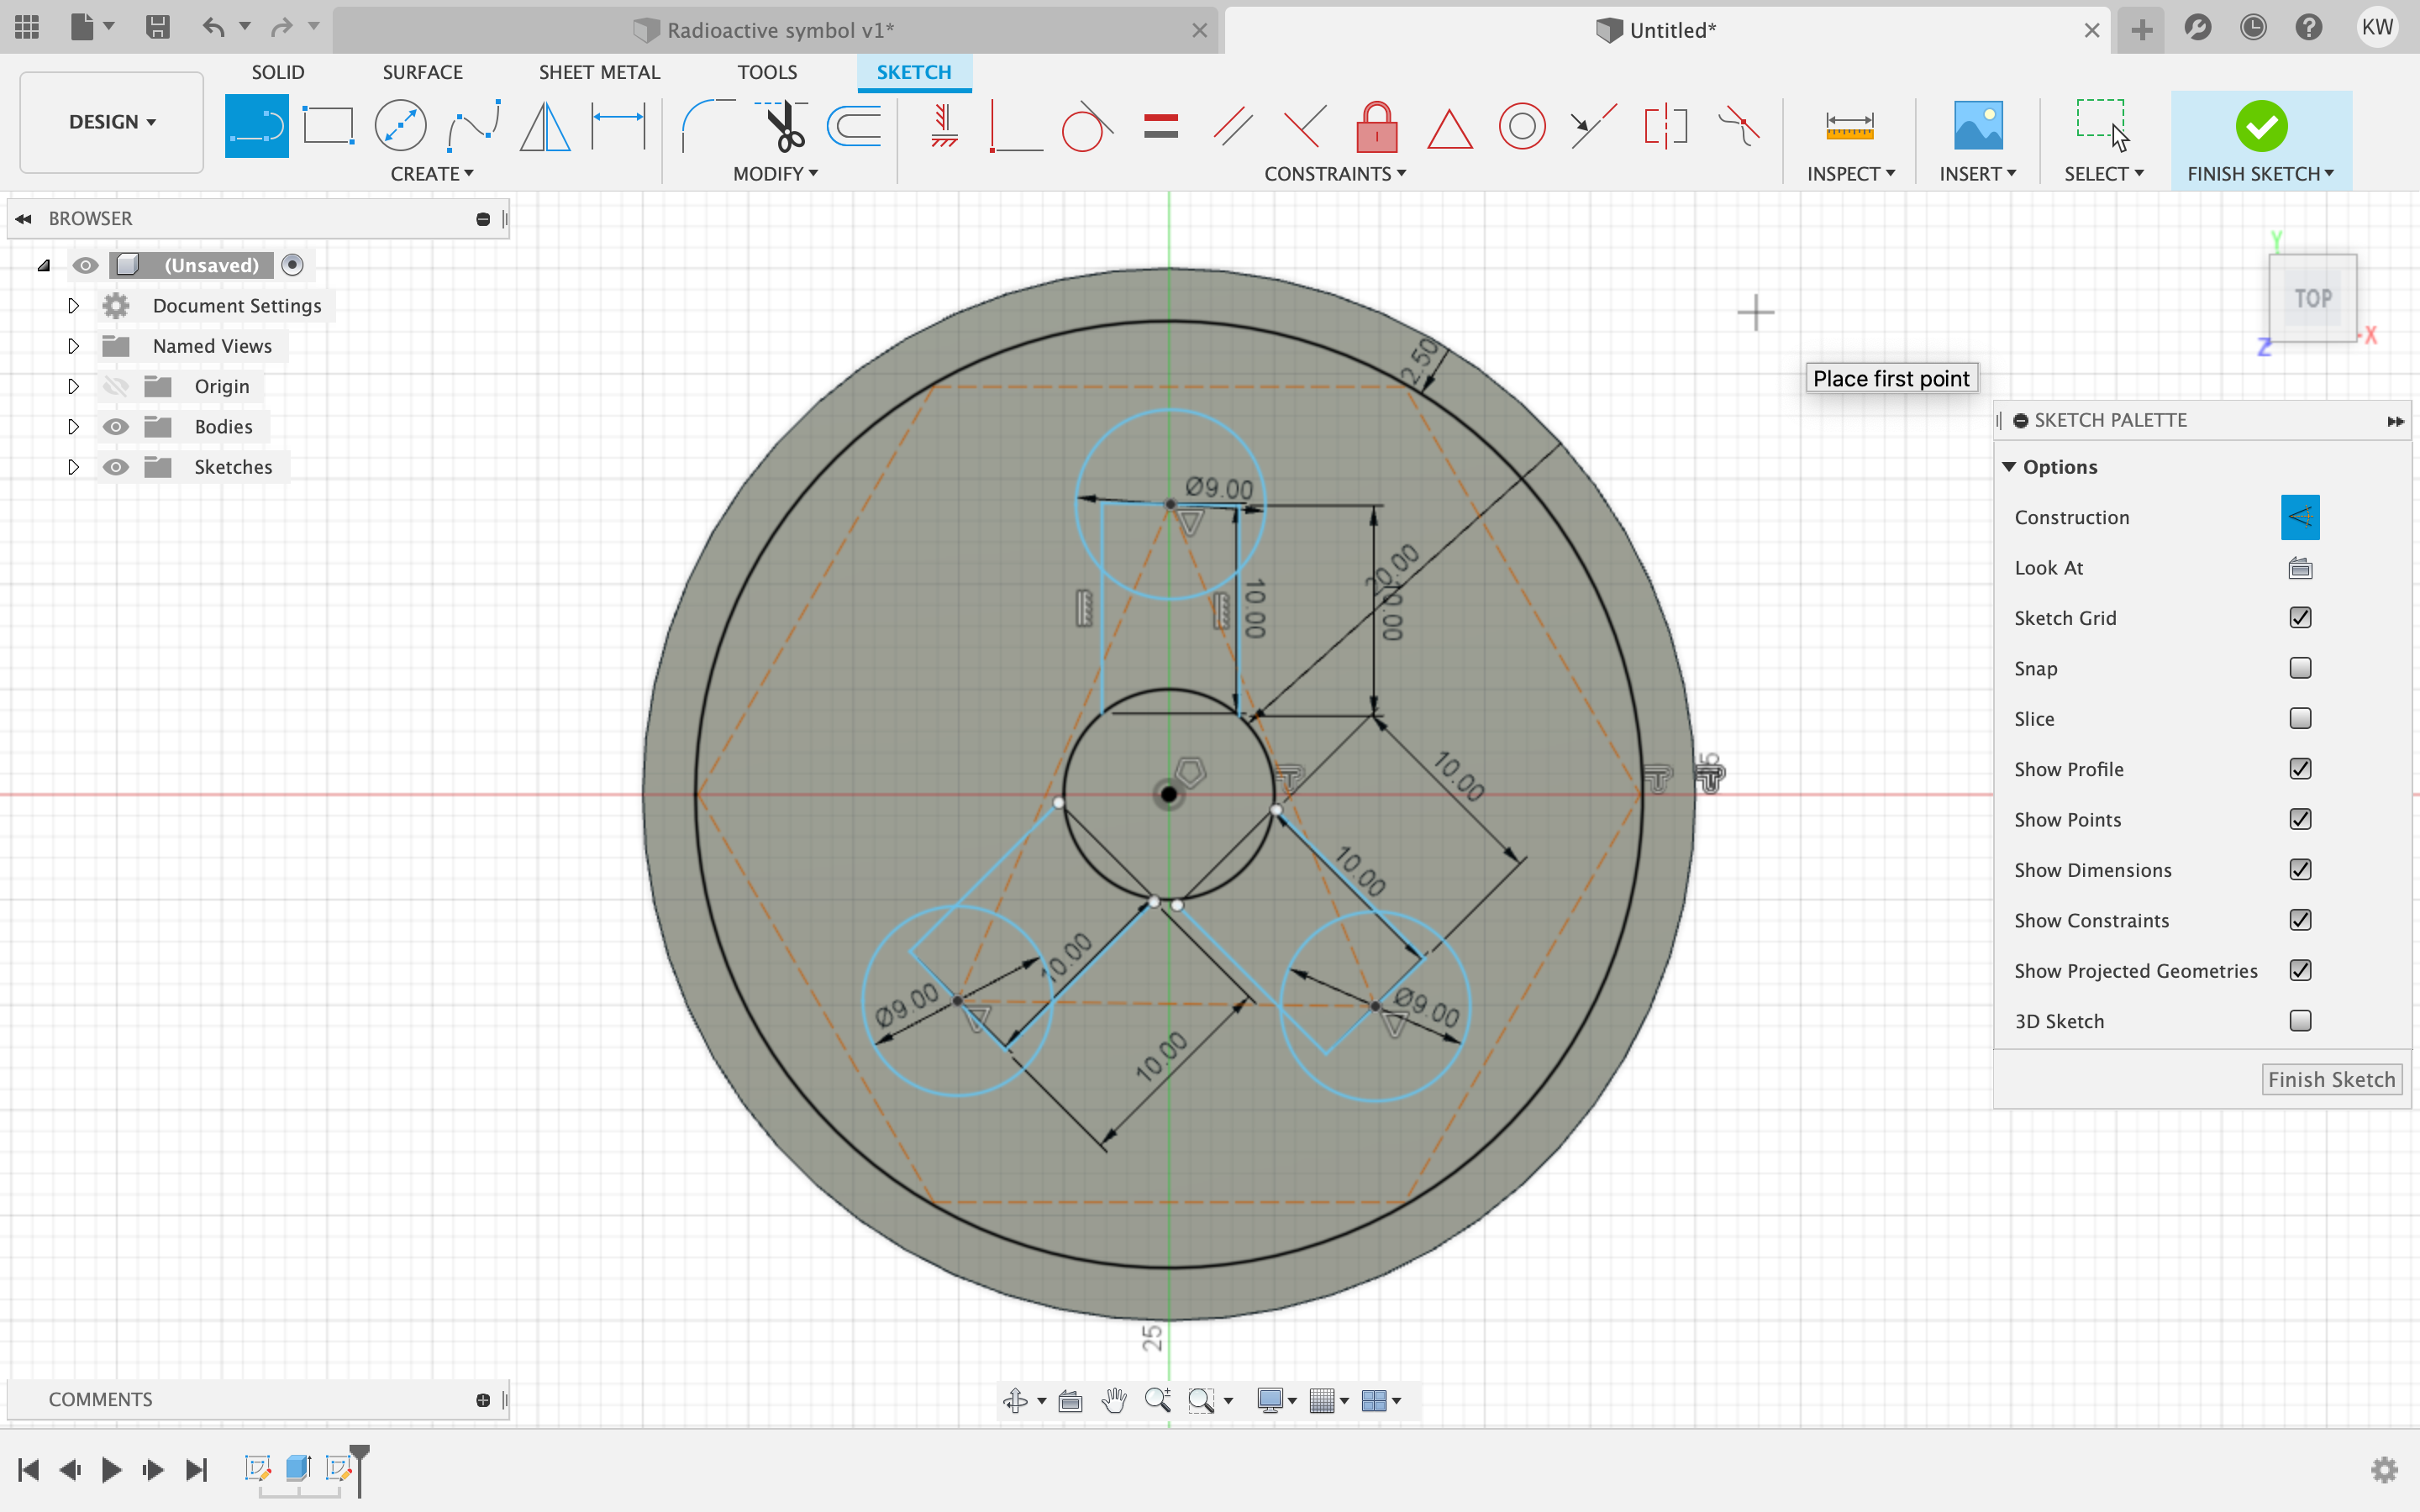 Radioactive symbol v1*
Untitled*
KW
SOLID
SURFACE
SHEET METAL
TOOLS
SKETCH
DESIGN
CREATE
MODIFY
CONSTRAINTS
INSPECT
INSERT
SELECT
FINISH SKETCH
BROWSER
(Unsaved)
Document Settings
Named Views
Origin
Bodies
Sketches
Y
TOP
X
Z
Place first point
2.50
Ø9.00
10.00
20.00
10.00
10.00
10.00
10.00
Ø9.00
Ø9.00
10.00
25
SKETCH PALETTE
Options
Construction
Look At
Sketch Grid
Snap
Slice
Show Profile
Show Points
Show Dimensions
Show Constraints
Show Projected Geometries
3D Sketch
Finish Sketch
COMMENTS